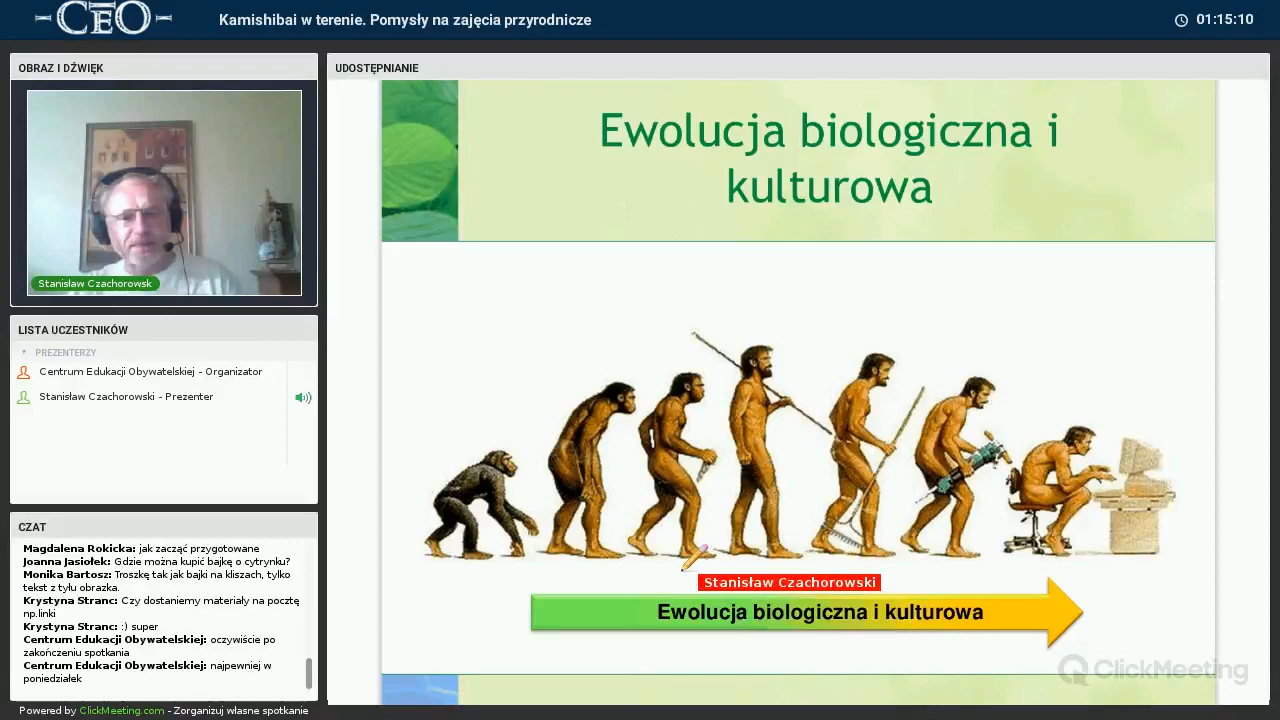 CEO
Kamishibai w terenie. Pomysły na zajęcia przyrodnicze
01:15:10
OBRAZ I DŹWIĘK
Stanisław Czachorowsk
LISTA UCZESTNIKÓW
PREZENTERZY
Centrum Edukacji Obywatelskiej - Organizator
Stanisław Czachorowski - Prezenter
CZAT
Magdalena Rokicka: jak zacząć przygotowane
Joanna Jasiołek: Gdzie można kupić bajkę o cytrynku?
Monika Bartosz: Troszkę tak jak bajki na kliszach, tylko
tekst z tyłu obrazka.
Krystyna Stranc: Czy dostaniemy materiały na pocztę
np.linki
Krystyna Stranc: :) super
Centrum Edukacji Obywatelskiej: oczywiście po
zakończeniu spotkania
Centrum Edukacji Obywatelskiej: najpewniej w
poniedziałek
Powered by ClickMeeting.com - Zorganizuj własne spotkanie
UDOSTĘPNIANIE
Ewolucja biologiczna i
kulturowa
Stanisław Czachorowski
Ewolucja biologiczna i kulturowa
ClickMeeting